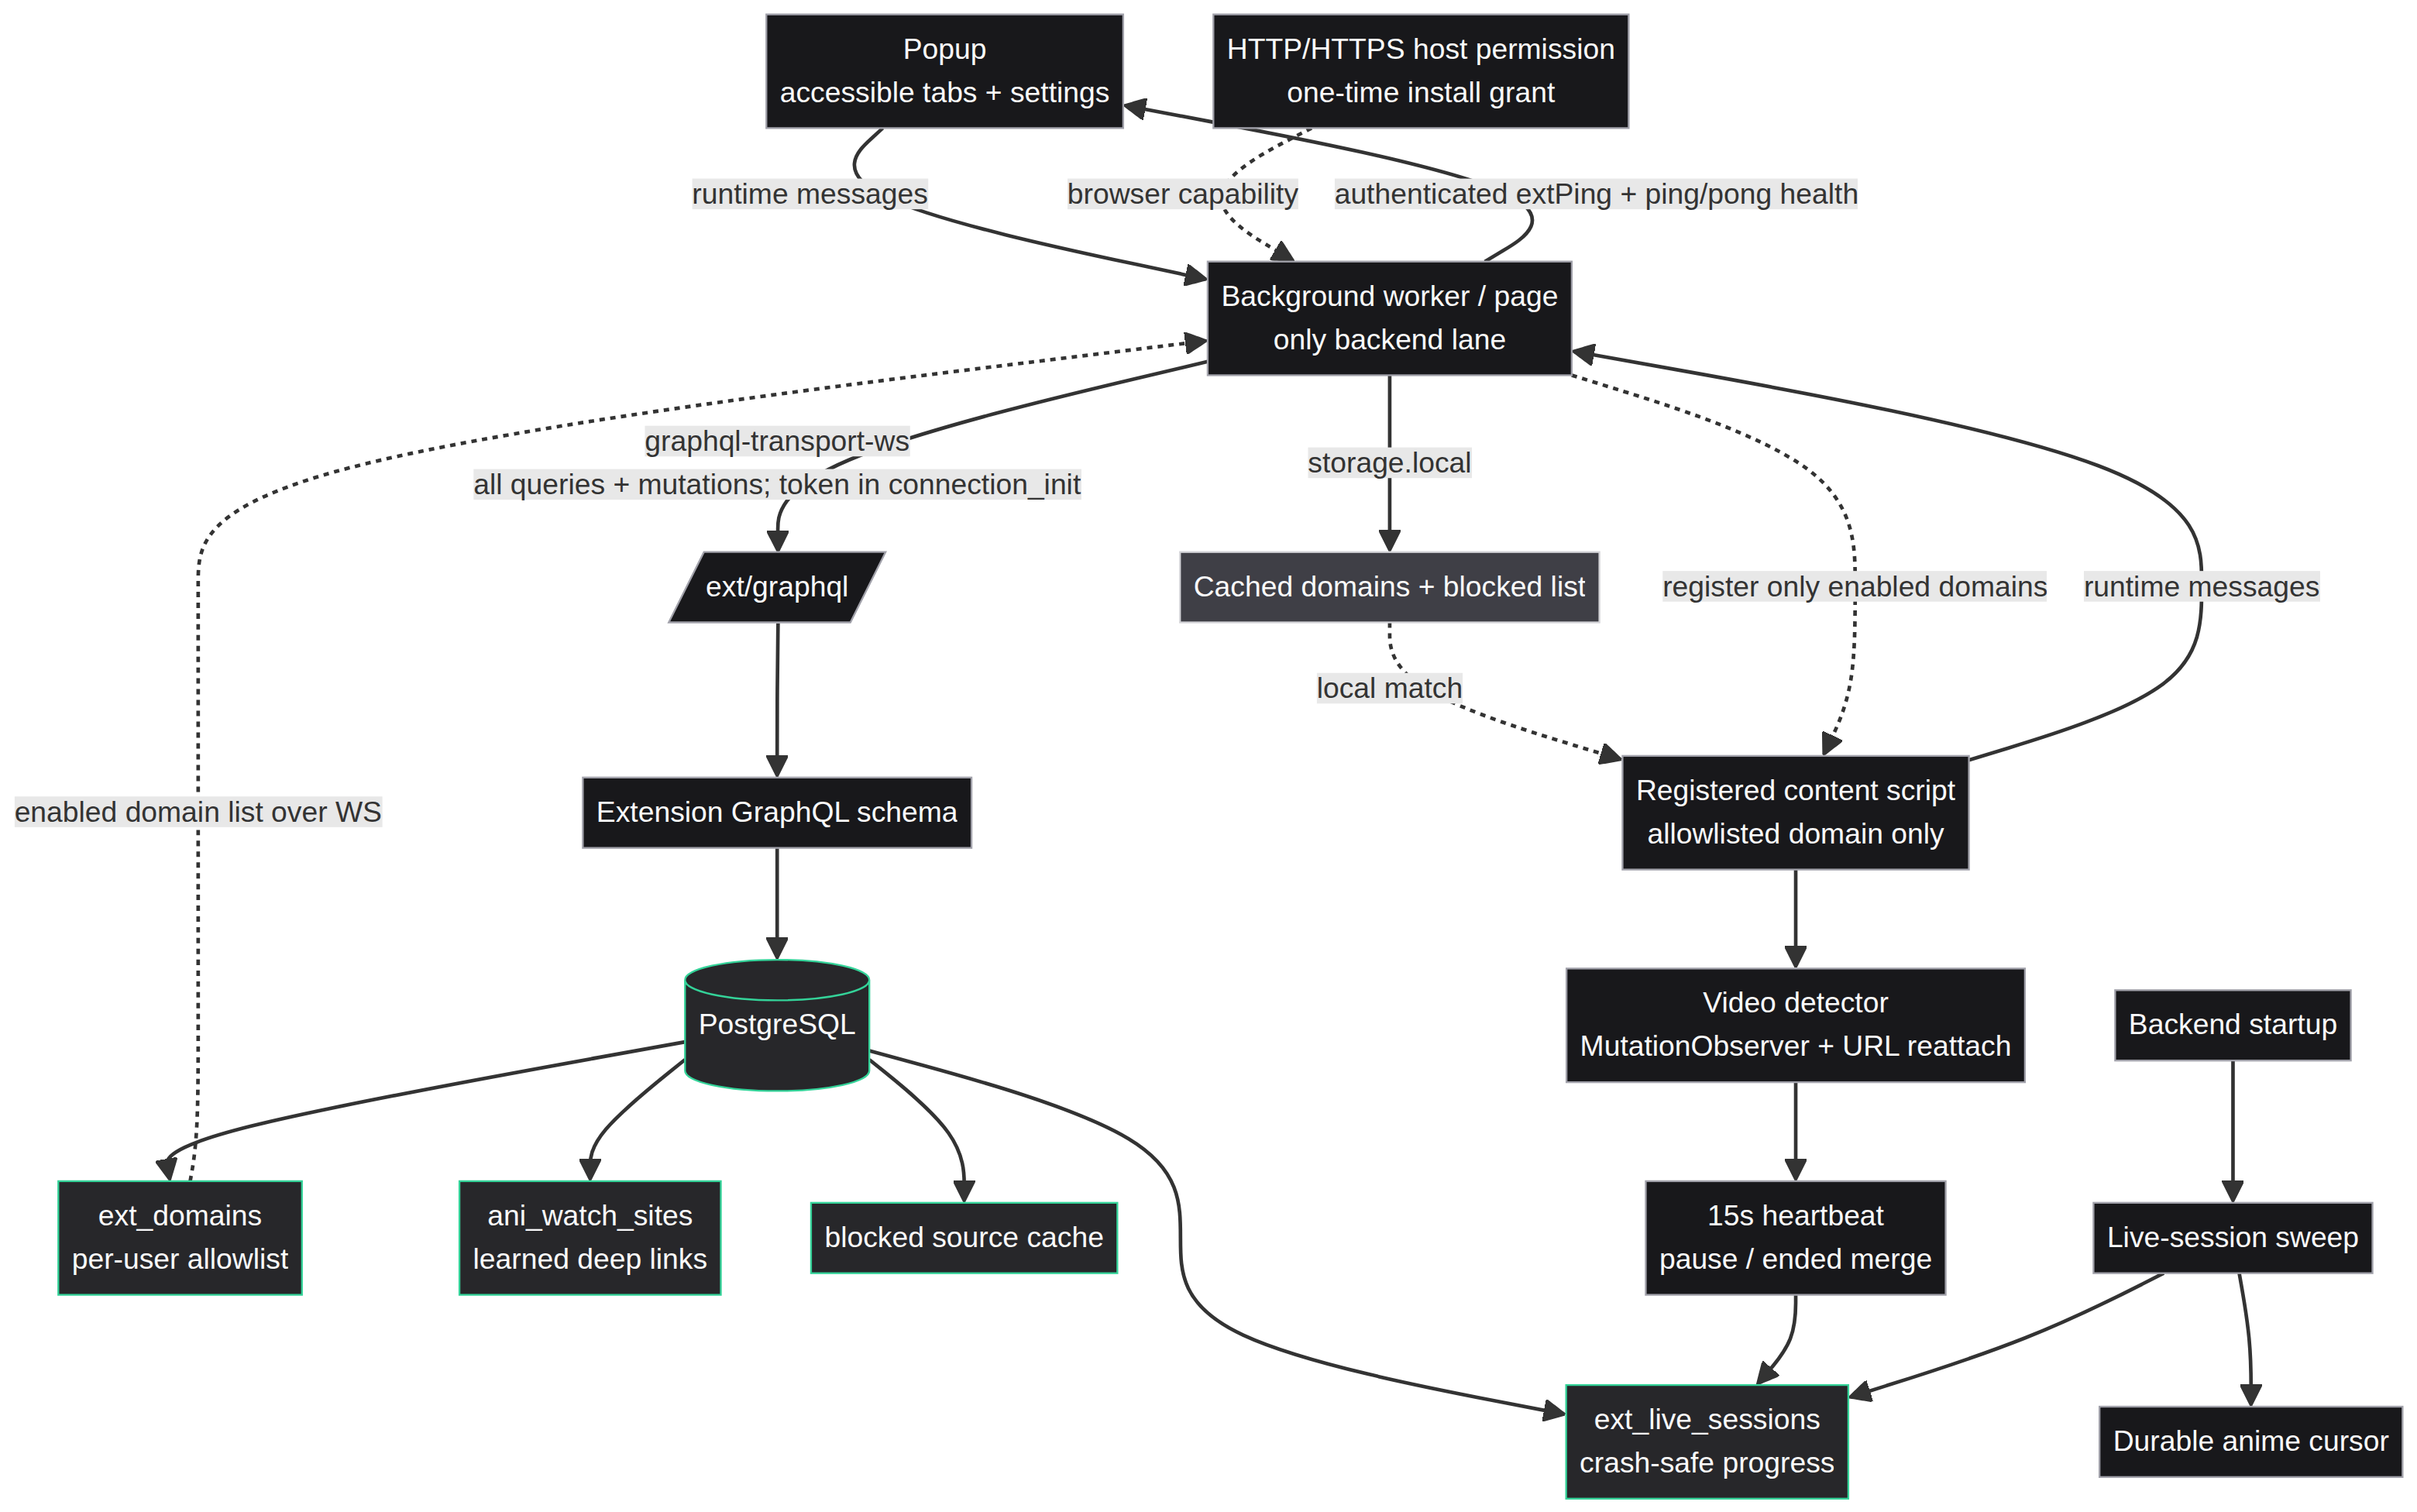 Popup
accessible tabs + settings
HTTP/HTTPS host permission
one-time install grant
runtime messages
browser capability
authenticated extPing + ping/pong health
Background worker / page
only backend lane
graphql-transport-ws
all queries + mutations; token in connection_init
storage.local
ext/graphql
Cached domains + blocked list
register only enabled domains
runtime messages
local match
enabled domain list over WS
Extension GraphQL schema
Registered content script
allowlisted domain only
PostgreSQL
Video detector
MutationObserver + URL reattach
Backend startup
ext_domains
per-user allowlist
ani_watch_sites
learned deep links
blocked source cache
15s heartbeat
pause / ended merge
Live-session sweep
ext_live_sessions
crash-safe progress
Durable anime cursor